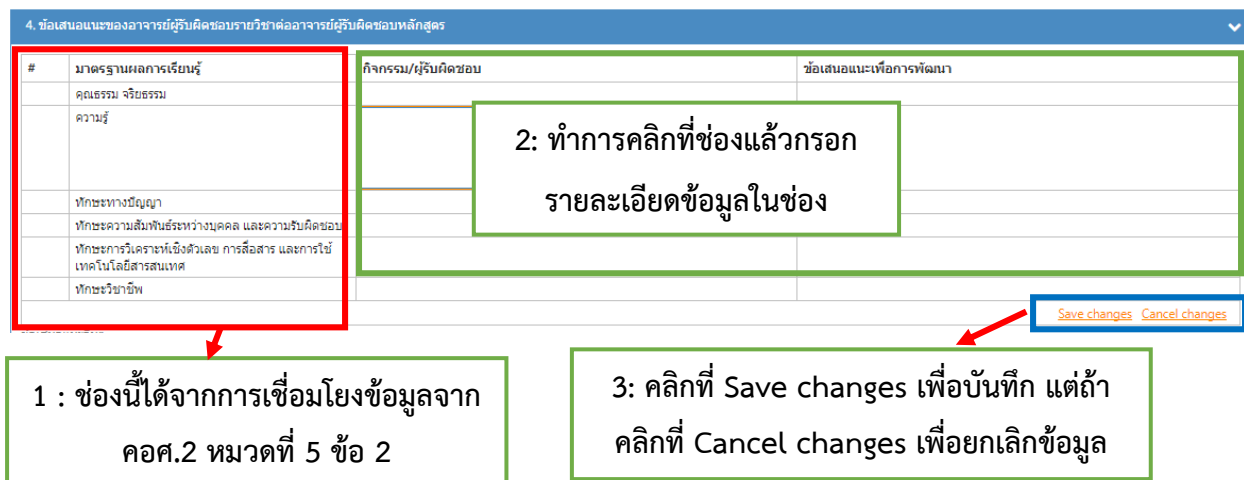 4. ข้อเสนอแนะของอาจารย์ผู้รับผิดชอบรายวิชาต่ออาจารย์ผู้รับผิดชอบหลักสูตร
# มาตรฐานผลการเรียนรู้ กิจกรรม/ผู้รับผิดชอบ ข้อเสนอแนะเพื่อการพัฒนา
คุณธรรม จริยธรรม
ความรู้
2: ทำการคลิกที่ช่องแล้วกรอก
รายละเอียดข้อมูลในช่อง
ทักษะทางปัญญา
ทักษะความสัมพันธ์ระหว่างบุคคล และความรับผิดชอบ
ทักษะการวิเคราะห์เชิงตัวเลข การสื่อสาร และการใช้
เทคโนโลยีสารสนเทศ
ทักษะวิชาชีพ
Save changes Cancel changes
1 : ช่องนี้ได้จากการเชื่อมโยงข้อมูลจาก
คอศ.2 หมวดที่ 5 ข้อ 2
3: คลิกที่ Save changes เพื่อบันทึก แต่ถ้า
คลิกที่ Cancel changes เพื่อยกเลิกข้อมูล